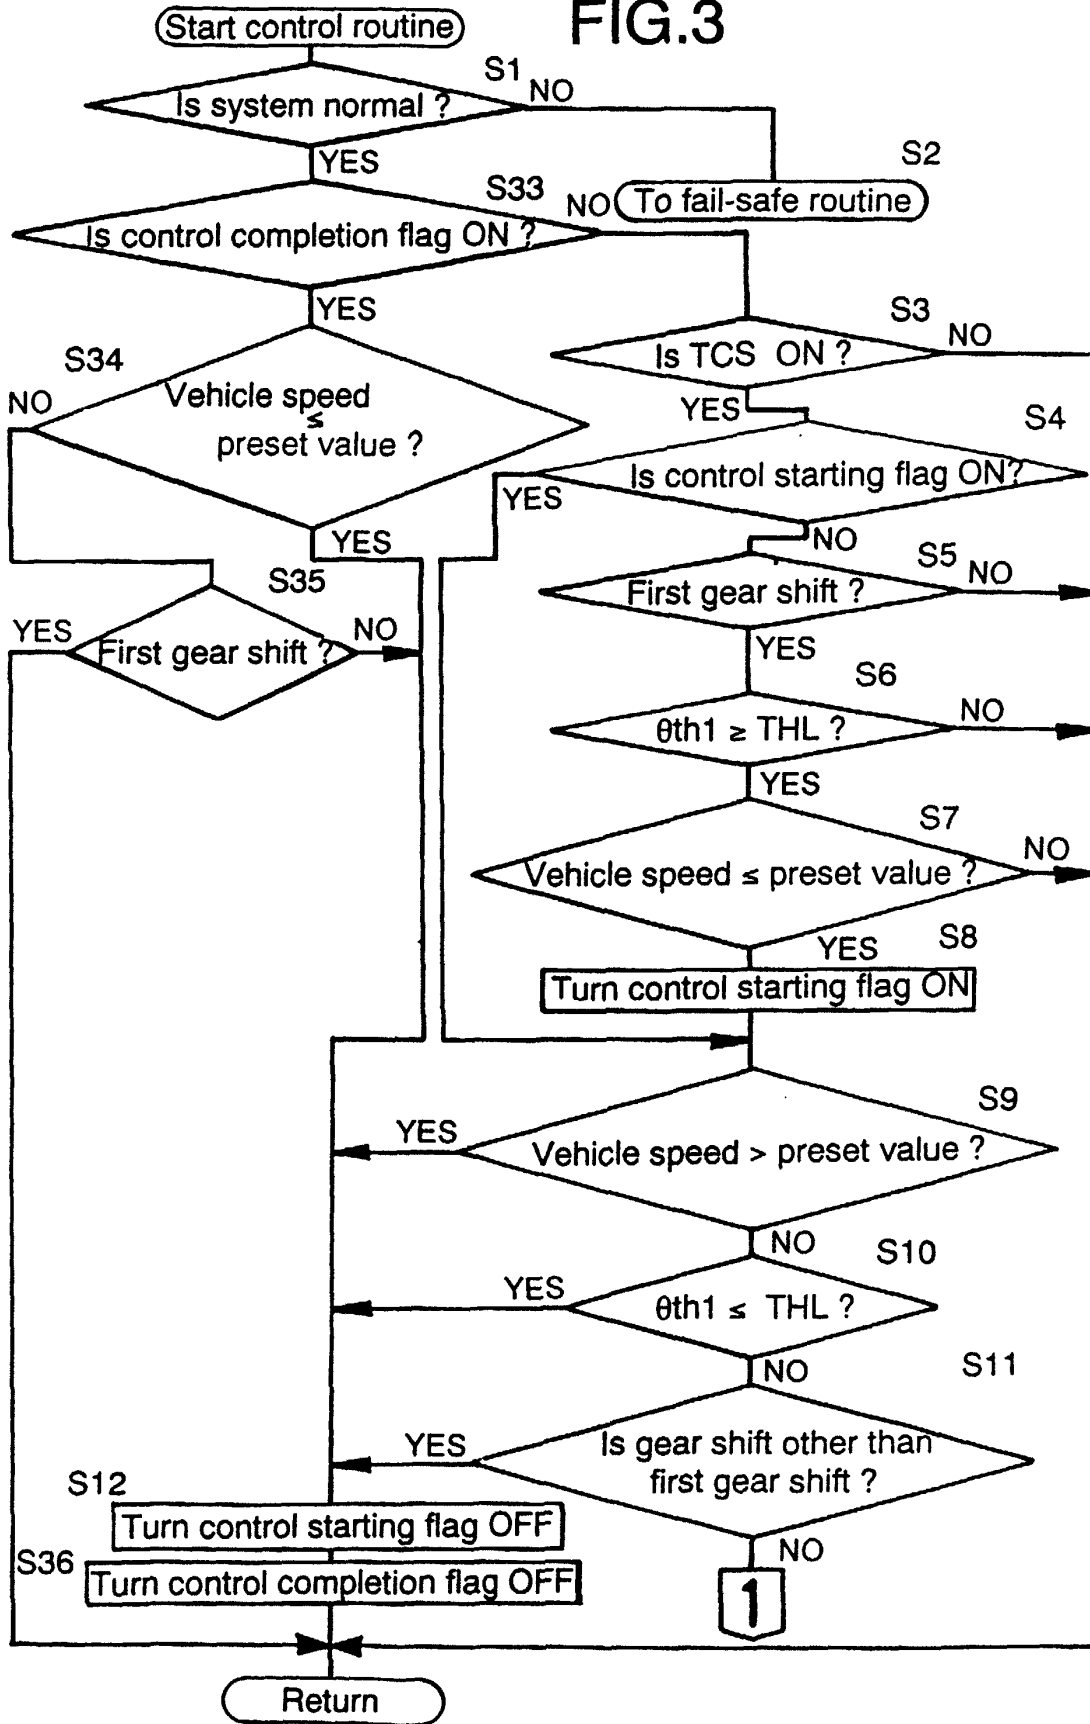 FIG.3
Start control routine
S1
Is system normal ?
NO
YES
S2
To fail-safe routine
S33
NO
Is control completion flag ON ?
YES
S3
Is TCS ON ?
NO
YES
S34
NO
Vehicle speed
≤
preset value ?
YES
S4
Is control starting flag ON?
YES
NO
S35
YES
First gear shift ?
NO
S5
First gear shift ?
NO
YES
S6
θth1 ≥ THL ?
NO
YES
S7
Vehicle speed ≤ preset value ?
NO
YES
S8
Turn control starting flag ON
S9
YES
Vehicle speed > preset value ?
NO
S10
YES
θth1 ≤ THL ?
NO
S11
YES
Is gear shift other than
first gear shift ?
NO
1
S12
Turn control starting flag OFF
S36
Turn control completion flag OFF
Return